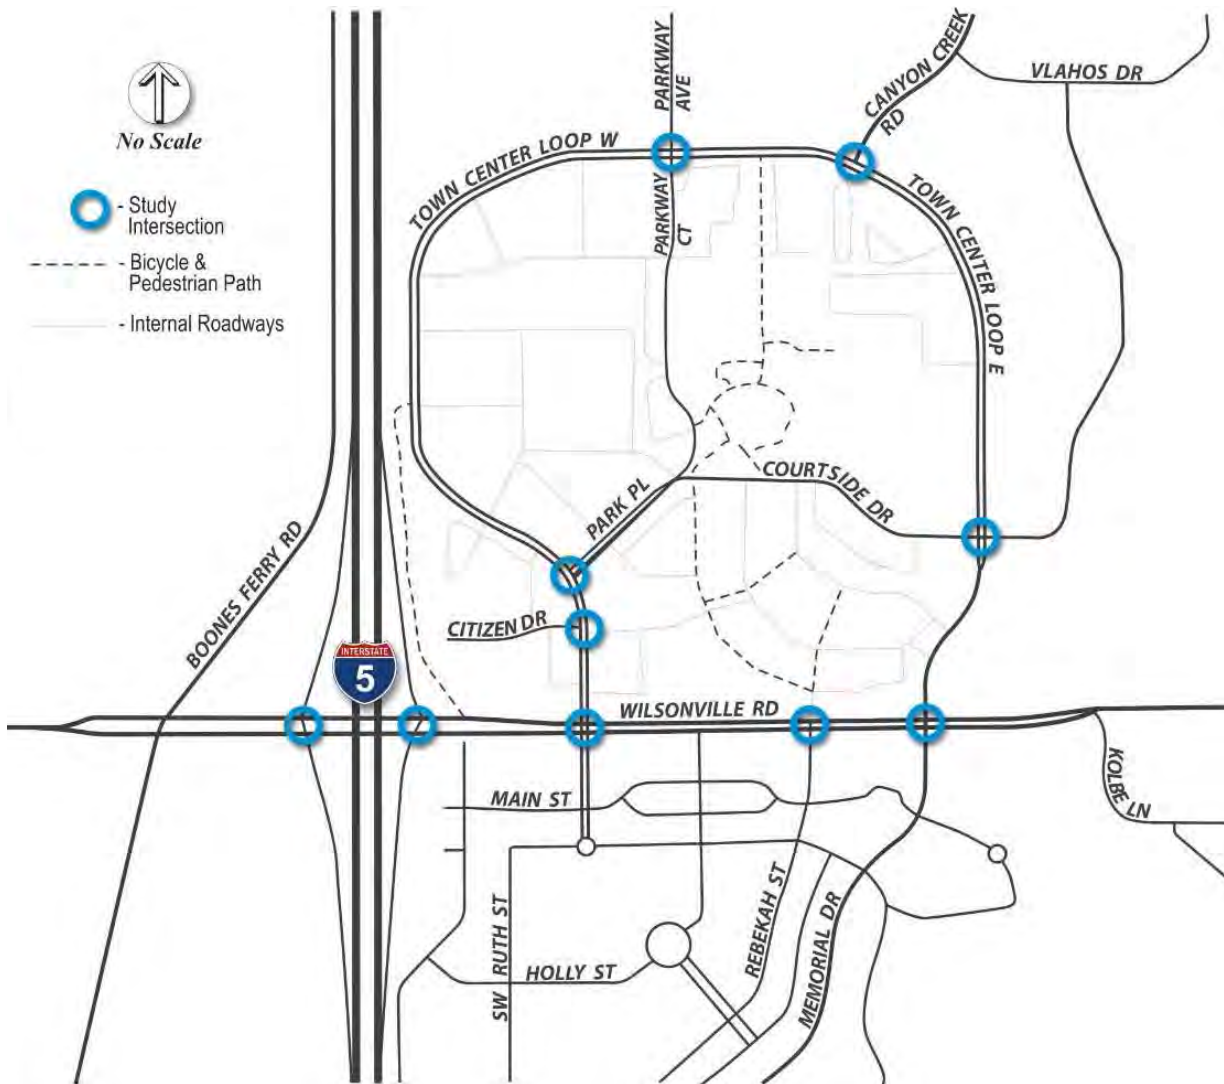 No Scale
- Study
Intersection
- Bicycle &
Pedestrian Path
- Internal Roadways
PARKWAY
AVE
CANYON CREEK
RD
VLAHOS DR
TOWN CENTER LOOP W
PARKWAY
CT
TOWN CENTER LOOP E
COURTSIDE DR
PARK PL
BOONES FERRY RD
CITIZEN DR
INTERSTATE
5
WILSONVILLE RD
MAIN ST
KOLBE LN
SW RUTH ST
HOLLY ST
REBEKAH ST
MEMORIAL DR